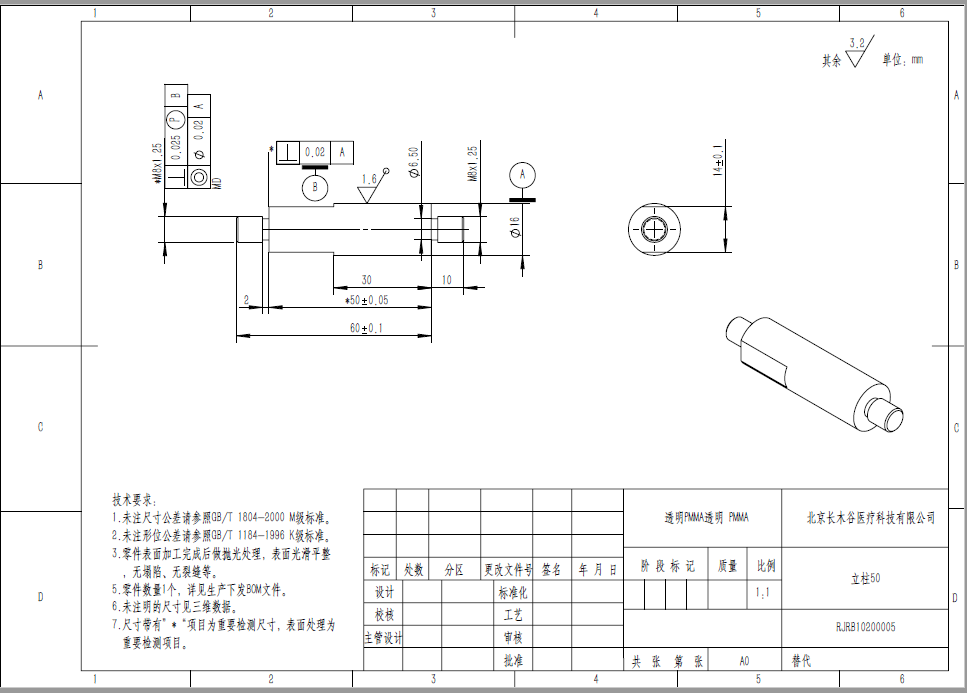 1 2 3 4 5 6
A A
B B
C C
D D
其余 3.2 单位: mm
*M8x1.25
⊥ 0.025 Ⓟ B
◎ Ø 0.02 A
MD
* ⊥ 0.02 A
B
1.6
Ø6.50
M8x1.25
A
Ø16
14±0.1
30
10
2
*50±0.05
60±0.1
技术要求:
1.未注尺寸公差请参照GB/T 1804-2000 M级标准。
2.未注形位公差请参照GB/T 1184-1996 K级标准。
3.零件表面加工完成后做抛光处理，表面光滑平整
，无塌陷、无裂缝等。
5.零件数量1个，详见生产下发BOM文件。
6.未注明的尺寸见三维数据。
7.尺寸带有"*"项目为重要检测尺寸，表面处理为
重要检测项目。
标记 处数 分区 更改文件号 签名 年 月 日
设计 标准化
校核 工艺
主管设计 审核
批准
透明PMMA透明 PMMA
阶段标记 质量 比例
1:1
共 张 第 张 A0 替代
北京长木谷医疗科技有限公司
立柱50
RJRB10200005
1 2 3 4 5 6